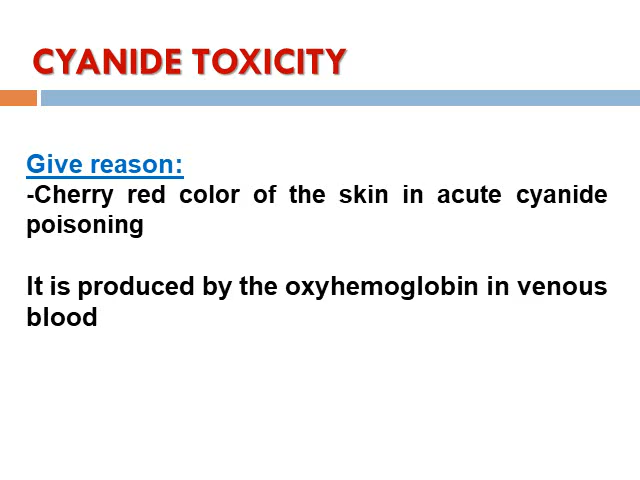 CYANIDE TOXICITY
Give reason:
-Cherry red color of the skin in acute cyanide
poisoning
It is produced by the oxyhemoglobin in venous
blood